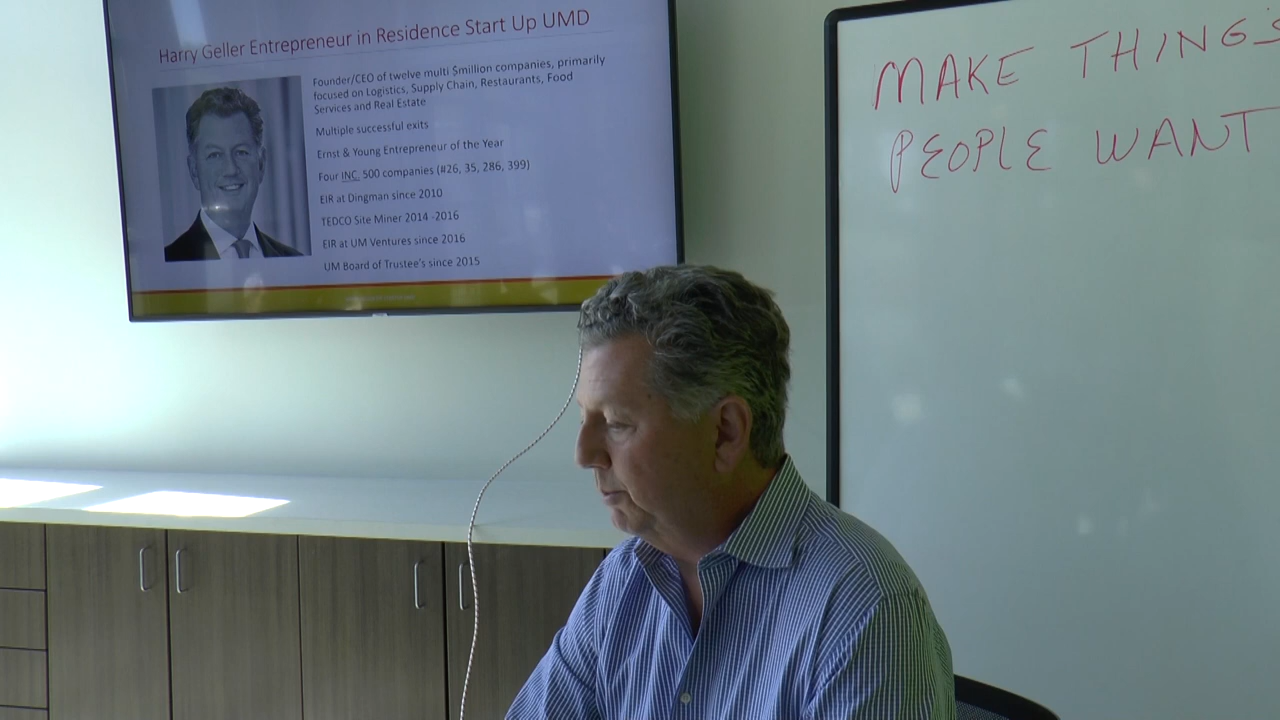 Harry Geller Entrepreneur in Residence Start Up UMD
Founder/CEO of twelve multi $million companies, primarily
focused on Logistics, Supply Chain, Restaurants, Food
Services and Real Estate
Multiple successful exits
Ernst & Young Entrepreneur of the Year
Four INC. 500 companies (#26, 35, 286, 399)
EIR at Dingman since 2010
TEDCO Site Miner 2014 -2016
EIR at UM Ventures since 2016
UM Board of Trustee's since 2015
MAKE THINGS
PEOPLE WANT